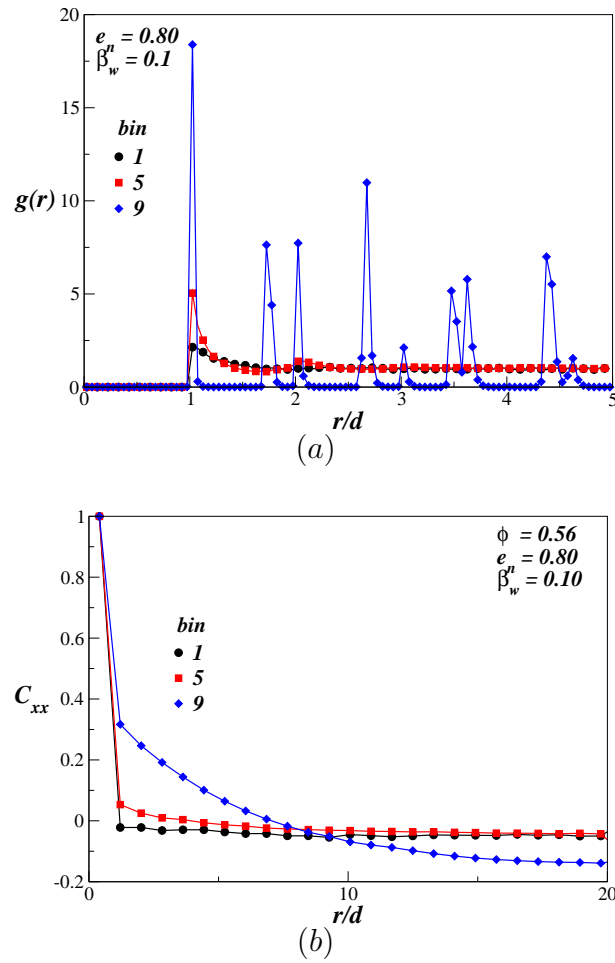 20
15
10
5
0
g(r)
e_n = 0.80
β_w = 0.1
bin
1
5
9
0 1 2 3 4 5
r/d
(a)
1
0.8
0.6
0.4
0.2
0
-0.2
C_xx
ϕ = 0.56
e_n = 0.80
β_w = 0.10
bin
1
5
9
0 10 20
r/d
(b)